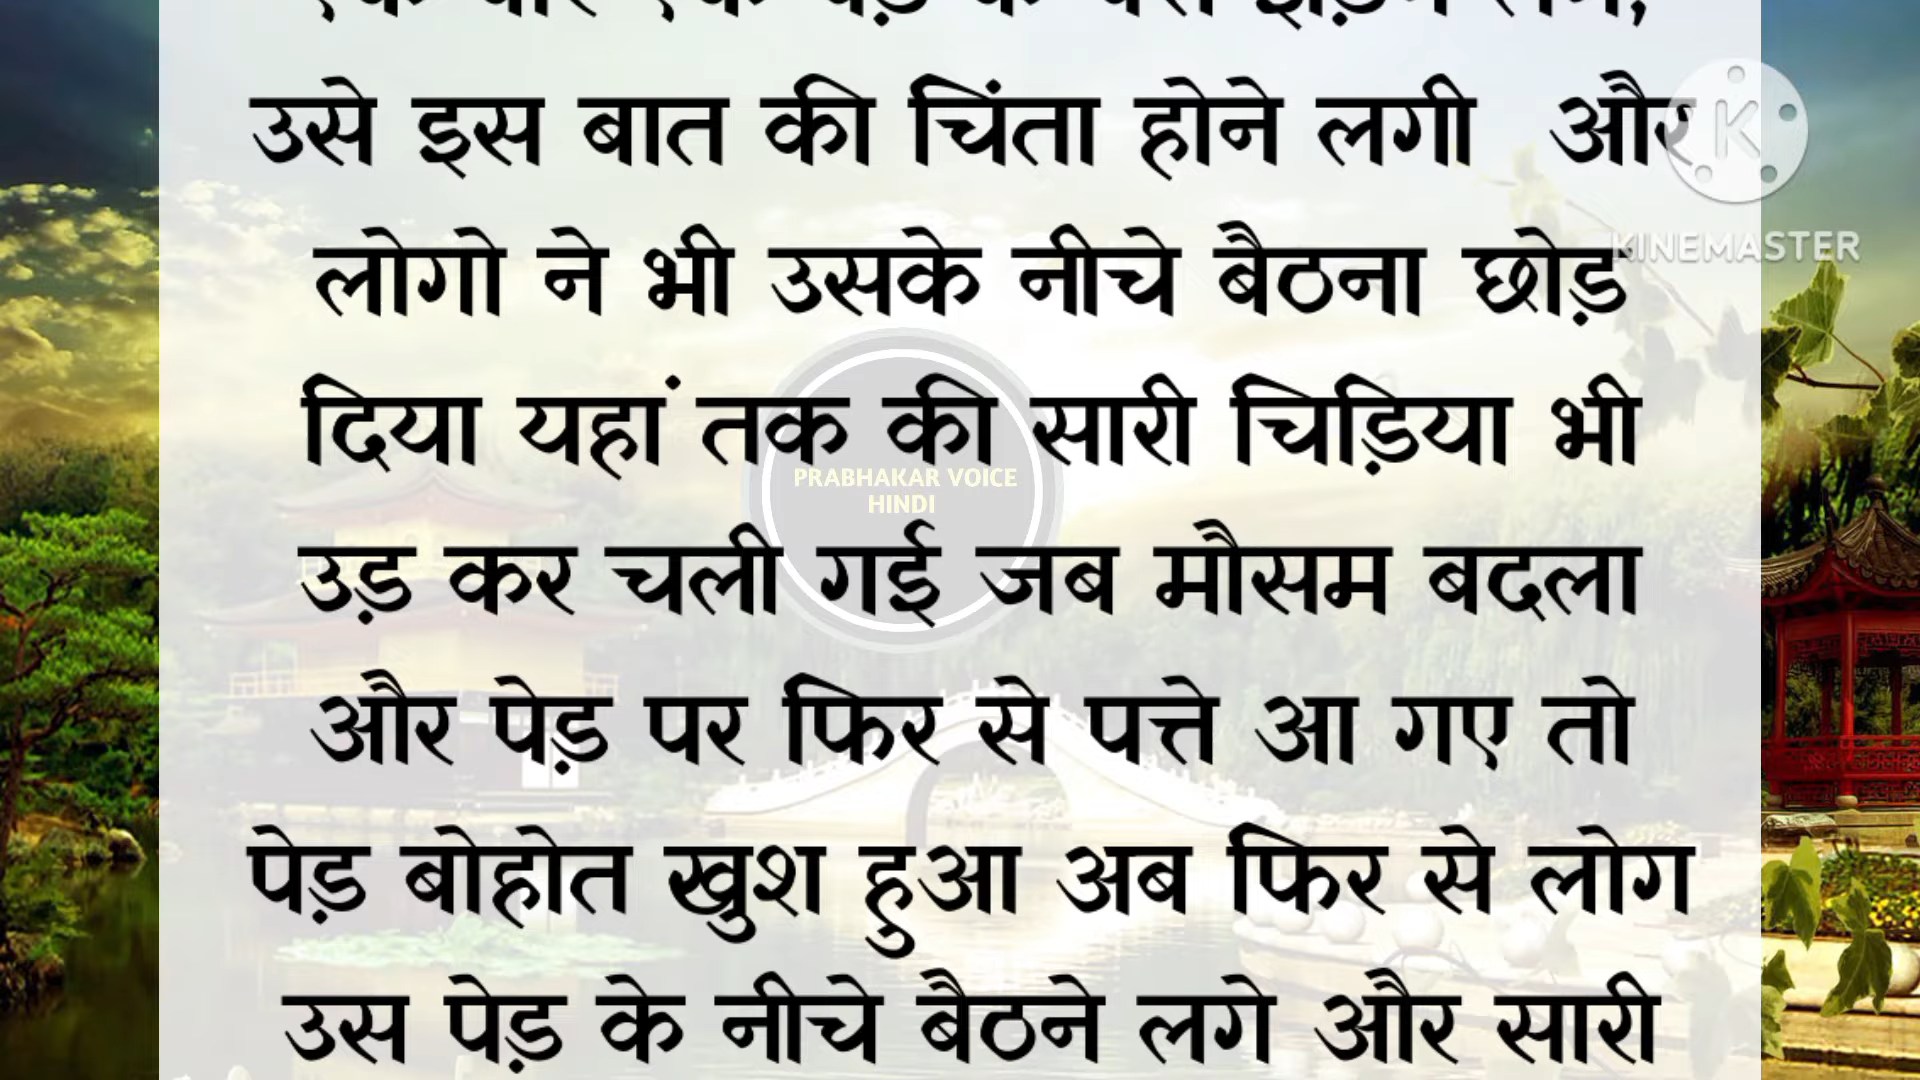 उसे इस बात की चिंता होने लगी और
लोगो ने भी उसके नीचे बैठना छोड़
दिया यहां तक की सारी चिड़िया भी
उड़ कर चली गई जब मौसम बदला
और पेड़ पर फिर से पत्ते आ गए तो
पेड़ बोहोत खुश हुआ अब फिर से लोग
उस पेड़ के नीचे बैठने लगे और सारी
K
KINEMASTER
PRABHAKAR VOICE
HINDI